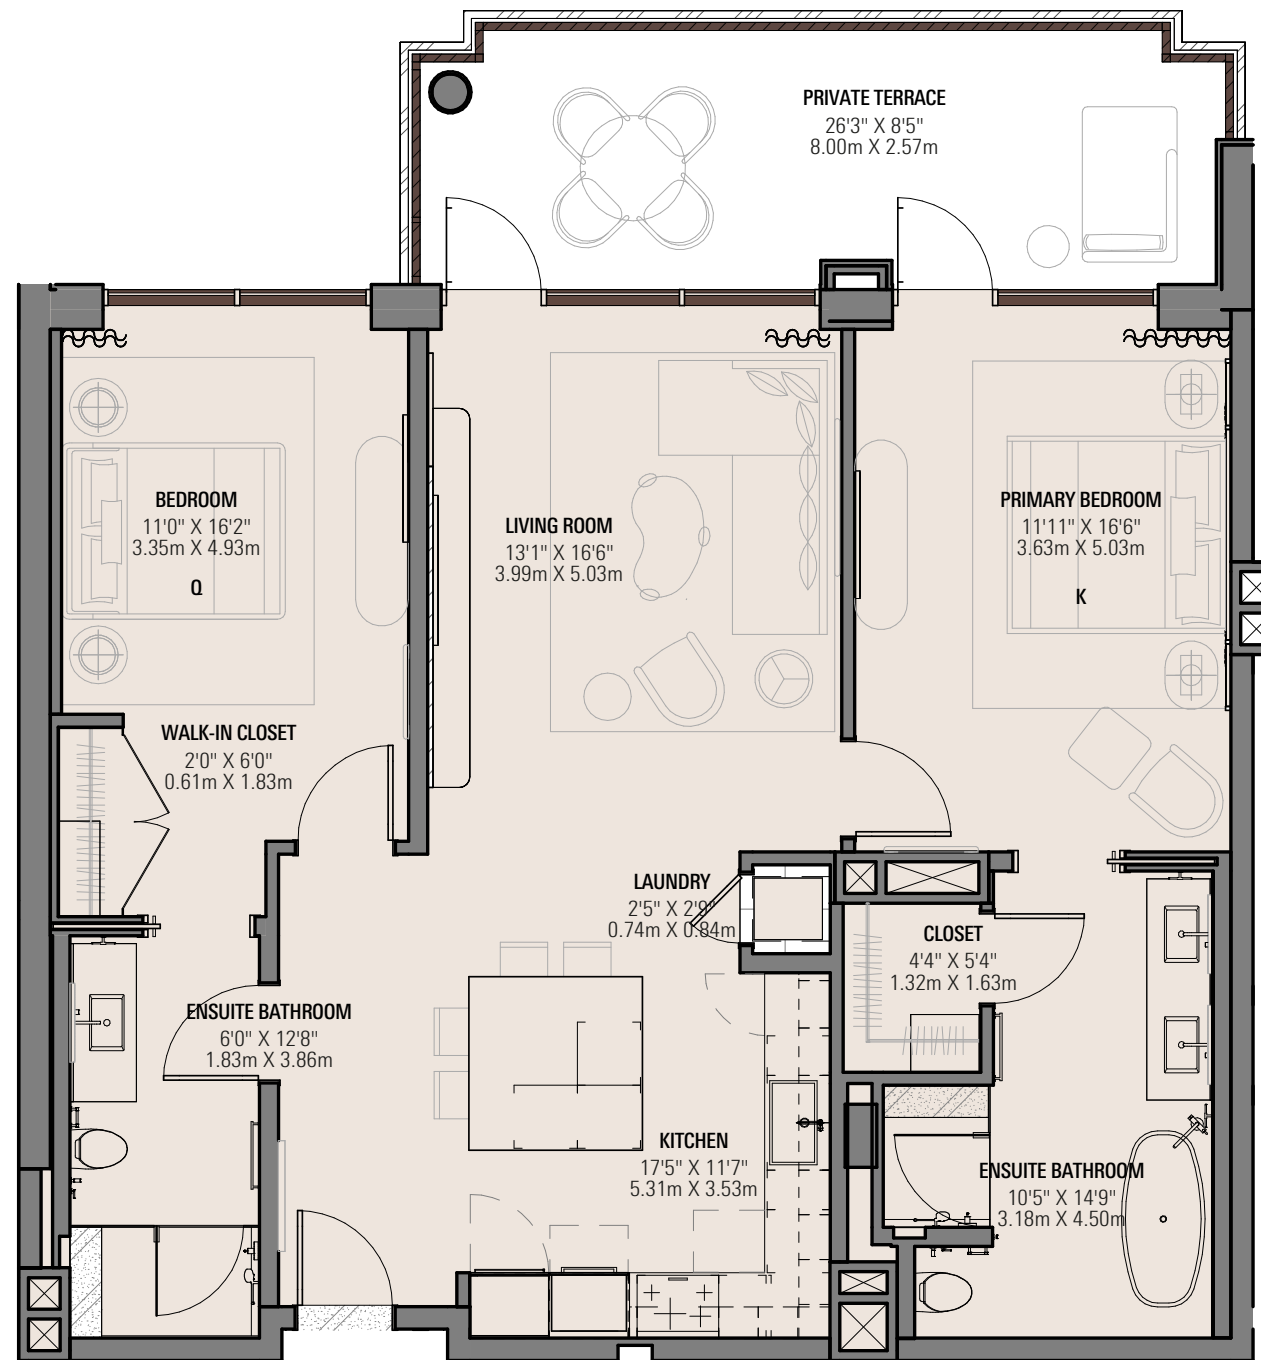 PRIVATE TERRACE
26'3" X 8'5"
8.00m X 2.57m
BEDROOM
11'0" X 16'2"
3.35m X 4.93m
Q
LIVING ROOM
13'1" X 16'6"
3.99m X 5.03m
PRIMARY BEDROOM
11'11" X 16'6"
3.63m X 5.03m
K
WALK-IN CLOSET
2'0" X 6'0"
0.61m X 1.83m
LAUNDRY
2'5" X 2'9"
0.74m X 0.84m
CLOSET
4'4" X 5'4"
1.32m X 1.63m
ENSUITE BATHROOM
6'0" X 12'8"
1.83m X 3.86m
KITCHEN
17'5" X 11'7"
5.31m X 3.53m
ENSUITE BATHROOM
10'5" X 14'9"
3.18m X 4.50m